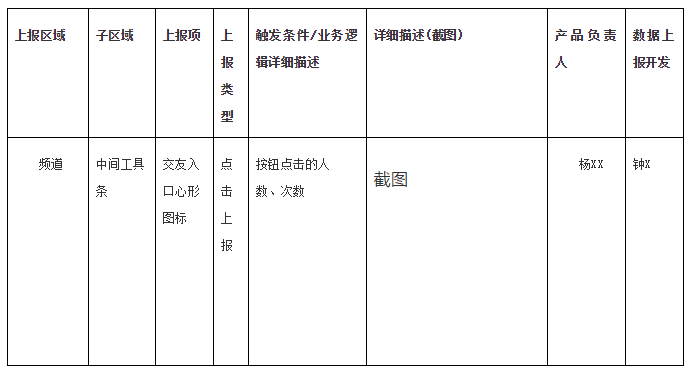 上报区域
子区域
上报项
上
报
类
型
触发条件/业务逻
辑详细描述
详细描述(截图)
产品负责
人
数据上
报开发
频道
中间工具
条
交友入
口心形
图标
点
击
上
报
按钮点击的人
数、次数
截图
杨XX
钟X